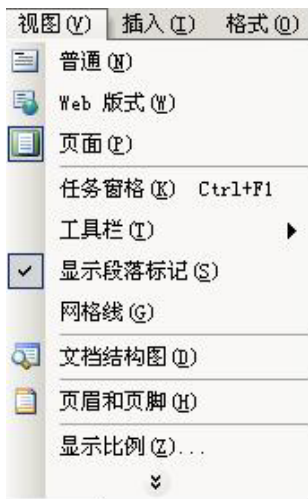 视图(V) 插入(I) 格式(O)
普通(N)
Web 版式(W)
页面(P)
任务窗格(K) Ctrl+F1
工具栏(T)
显示段落标记(S)
网格线(G)
文档结构图(D)
页眉和页脚(H)
显示比例(Z)...